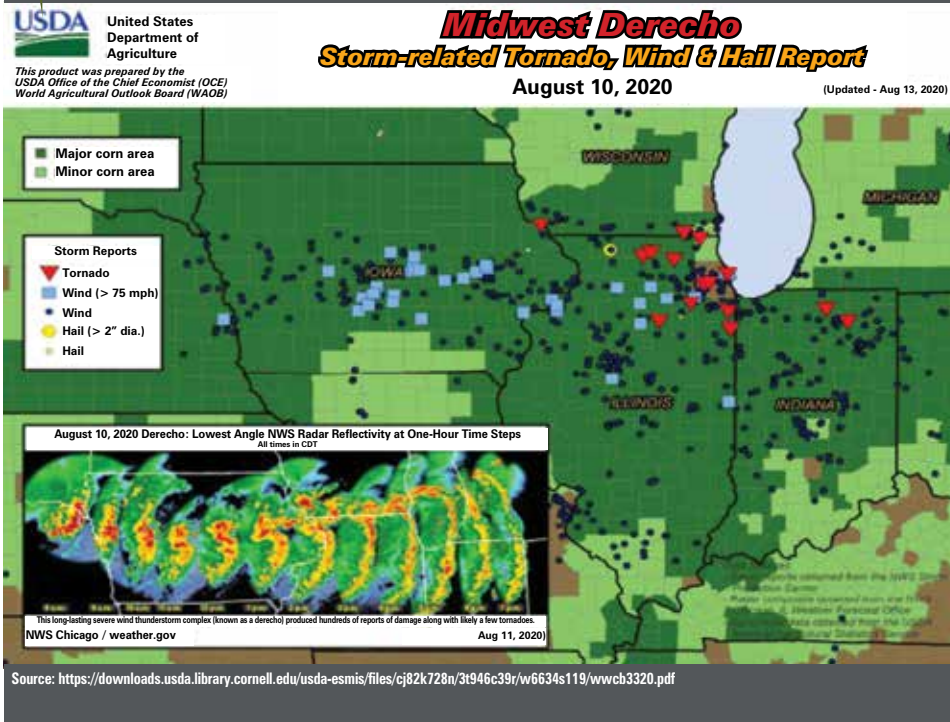 USDA
United States
Department of
Agriculture
This product was prepared by the
USDA Office of the Chief Economist (OCE)
World Agricultural Outlook Board (WAOB)
Midwest Derecho
Storm-related Tornado, Wind & Hail Report
August 10, 2020
(Updated - Aug 13, 2020)
Major corn area
Minor corn area
WISCONSIN
MICHIGAN
Storm Reports
Tornado
Wind (> 75 mph)
Wind
Hail (> 2” dia.)
Hail
IOWA
ILLINOIS
INDIANA
August 10, 2020 Derecho: Lowest Angle NWS Radar Reflectivity at One-Hour Time Steps
All times in CDT
This long-lasting severe wind thunderstorm complex (known as a derecho) produced hundreds of reports of damage along with likely a few tornadoes.
NWS Chicago / weather.gov
Aug 11, 2020)
Source: https://downloads.usda.library.cornell.edu/usda-esmis/files/cj82k728n/3t946c39r/w6634s119/wwcb3320.pdf